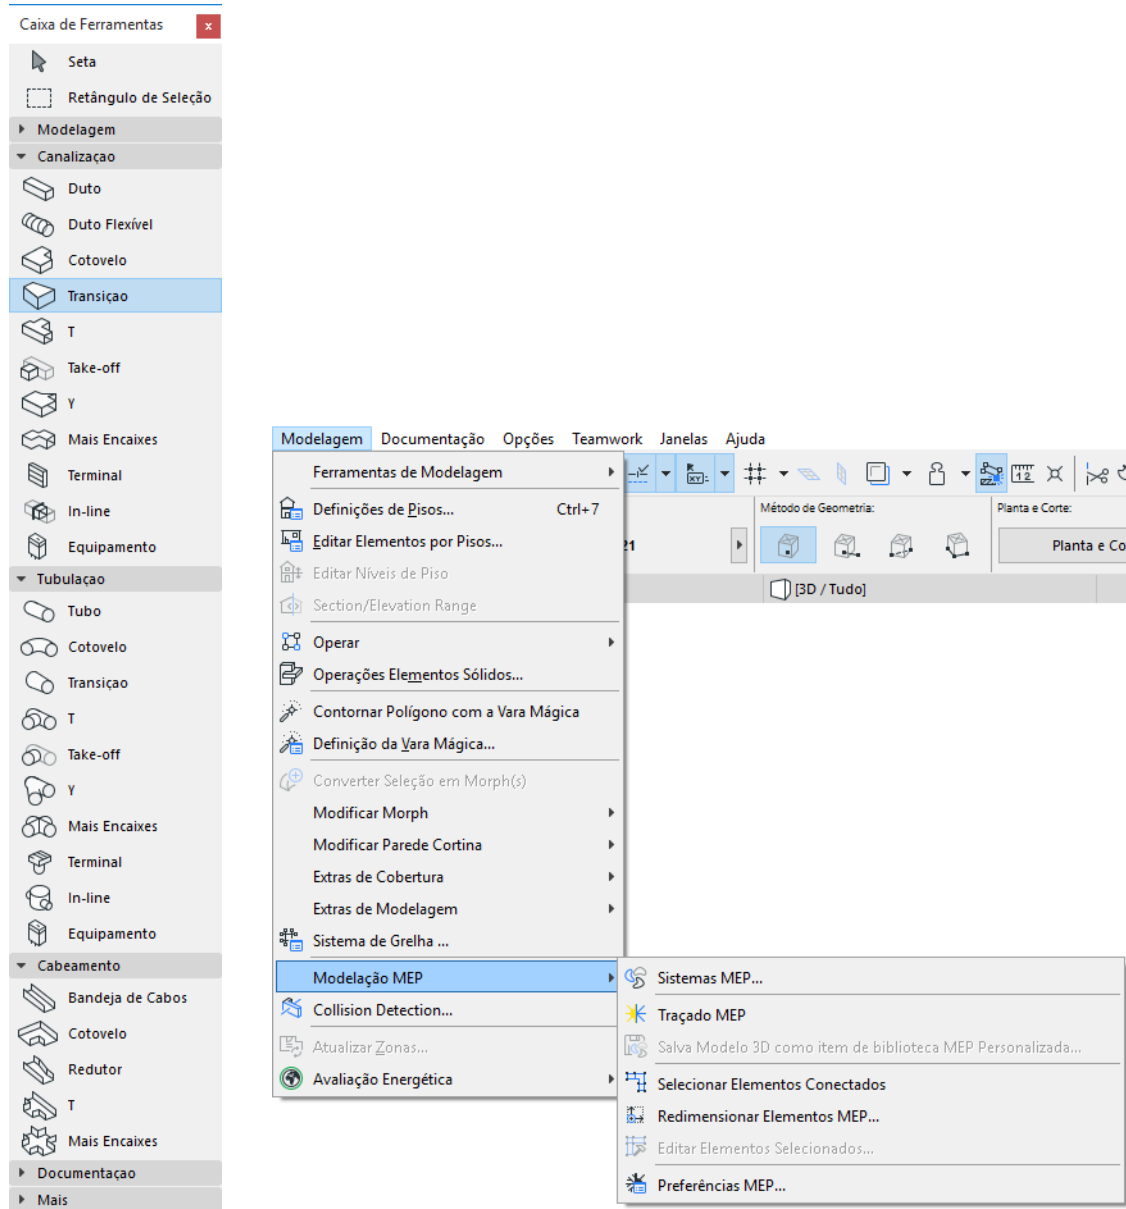 Caixa de Ferramentas
x
Seta
Retângulo de Seleção
Modelagem
Canalizaçao
Duto
Duto Flexível
Cotovelo
Transiçao
T
Take-off
Y
Mais Encaixes
Terminal
In-line
Equipamento
Tubulaçao
Tubo
Cotovelo
Transiçao
T
Take-off
Y
Mais Encaixes
Terminal
In-line
Equipamento
Cabeamento
Bandeja de Cabos
Cotovelo
Redutor
T
Mais Encaixes
Documentaçao
Mais
Modelagem Documentação Opções Teamwork Janelas Ajuda
Ferramentas de Modelagem
Definições de Pisos... Ctrl+7
Editar Elementos por Pisos...
Editar Níveis de Piso
Section/Elevation Range
Operar
Operações Elementos Sólidos...
Contornar Polígono com a Vara Mágica
Definição da Vara Mágica...
Converter Seleção em Morph(s)
Modificar Morph
Modificar Parede Cortina
Extras de Cobertura
Extras de Modelagem
Sistema de Grelha ...
Modelação MEP
Collision Detection...
Atualizar Zonas...
Avaliação Energética
XY:
1 2
Método de Geometria:
Planta e Corte:
21
Planta e Co
[3D / Tudo]
Sistemas MEP...
Traçado MEP
Salva Modelo 3D como item de biblioteca MEP Personalizada...
Selecionar Elementos Conectados
Redimensionar Elementos MEP...
Editar Elementos Selecionados...
Preferências MEP...